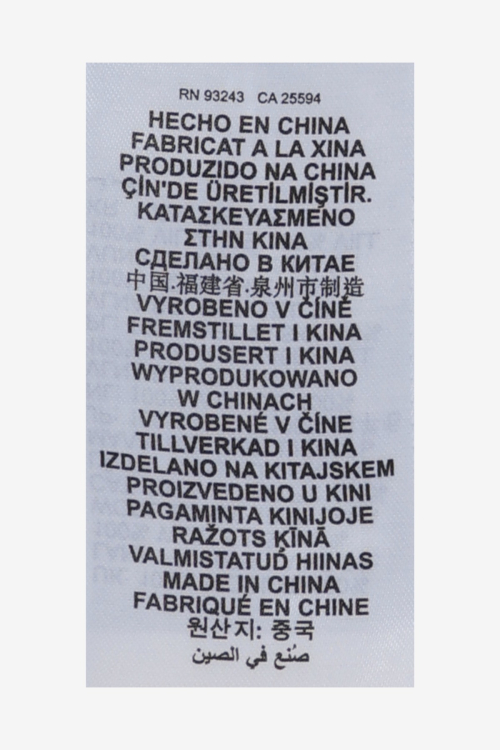 RN 93243 CA 25594
HECHO EN CHINA
FABRICAT A LA XINA
PRODUZIDO NA CHINA
ÇİN'DE ÜRETİLMİŞTİR.
ΚΑΤΑΣΚΕΥΑΣΜΕΝΟ
ΣΤΗΝ ΚΙΝΑ
СДЕЛАНО В КИТАЕ
中国.福建省.泉州市制造
VYROBENO V ČÍNĚ
FREMSTILLET I KINA
PRODUSERT I KINA
WYPRODUKOWANO
W CHINACH
VYROBENÉ V ČÍNE
TILLVERKAD I KINA
IZDELANO NA KITAJSKEM
PROIZVEDENO U KINI
PAGAMINTA KINIJOJE
RAŽOTS ĶĪNĀ
VALMISTATUD HIINAS
MADE IN CHINA
FABRIQUÉ EN CHINE
원산지: 중국
صُنع في الصين